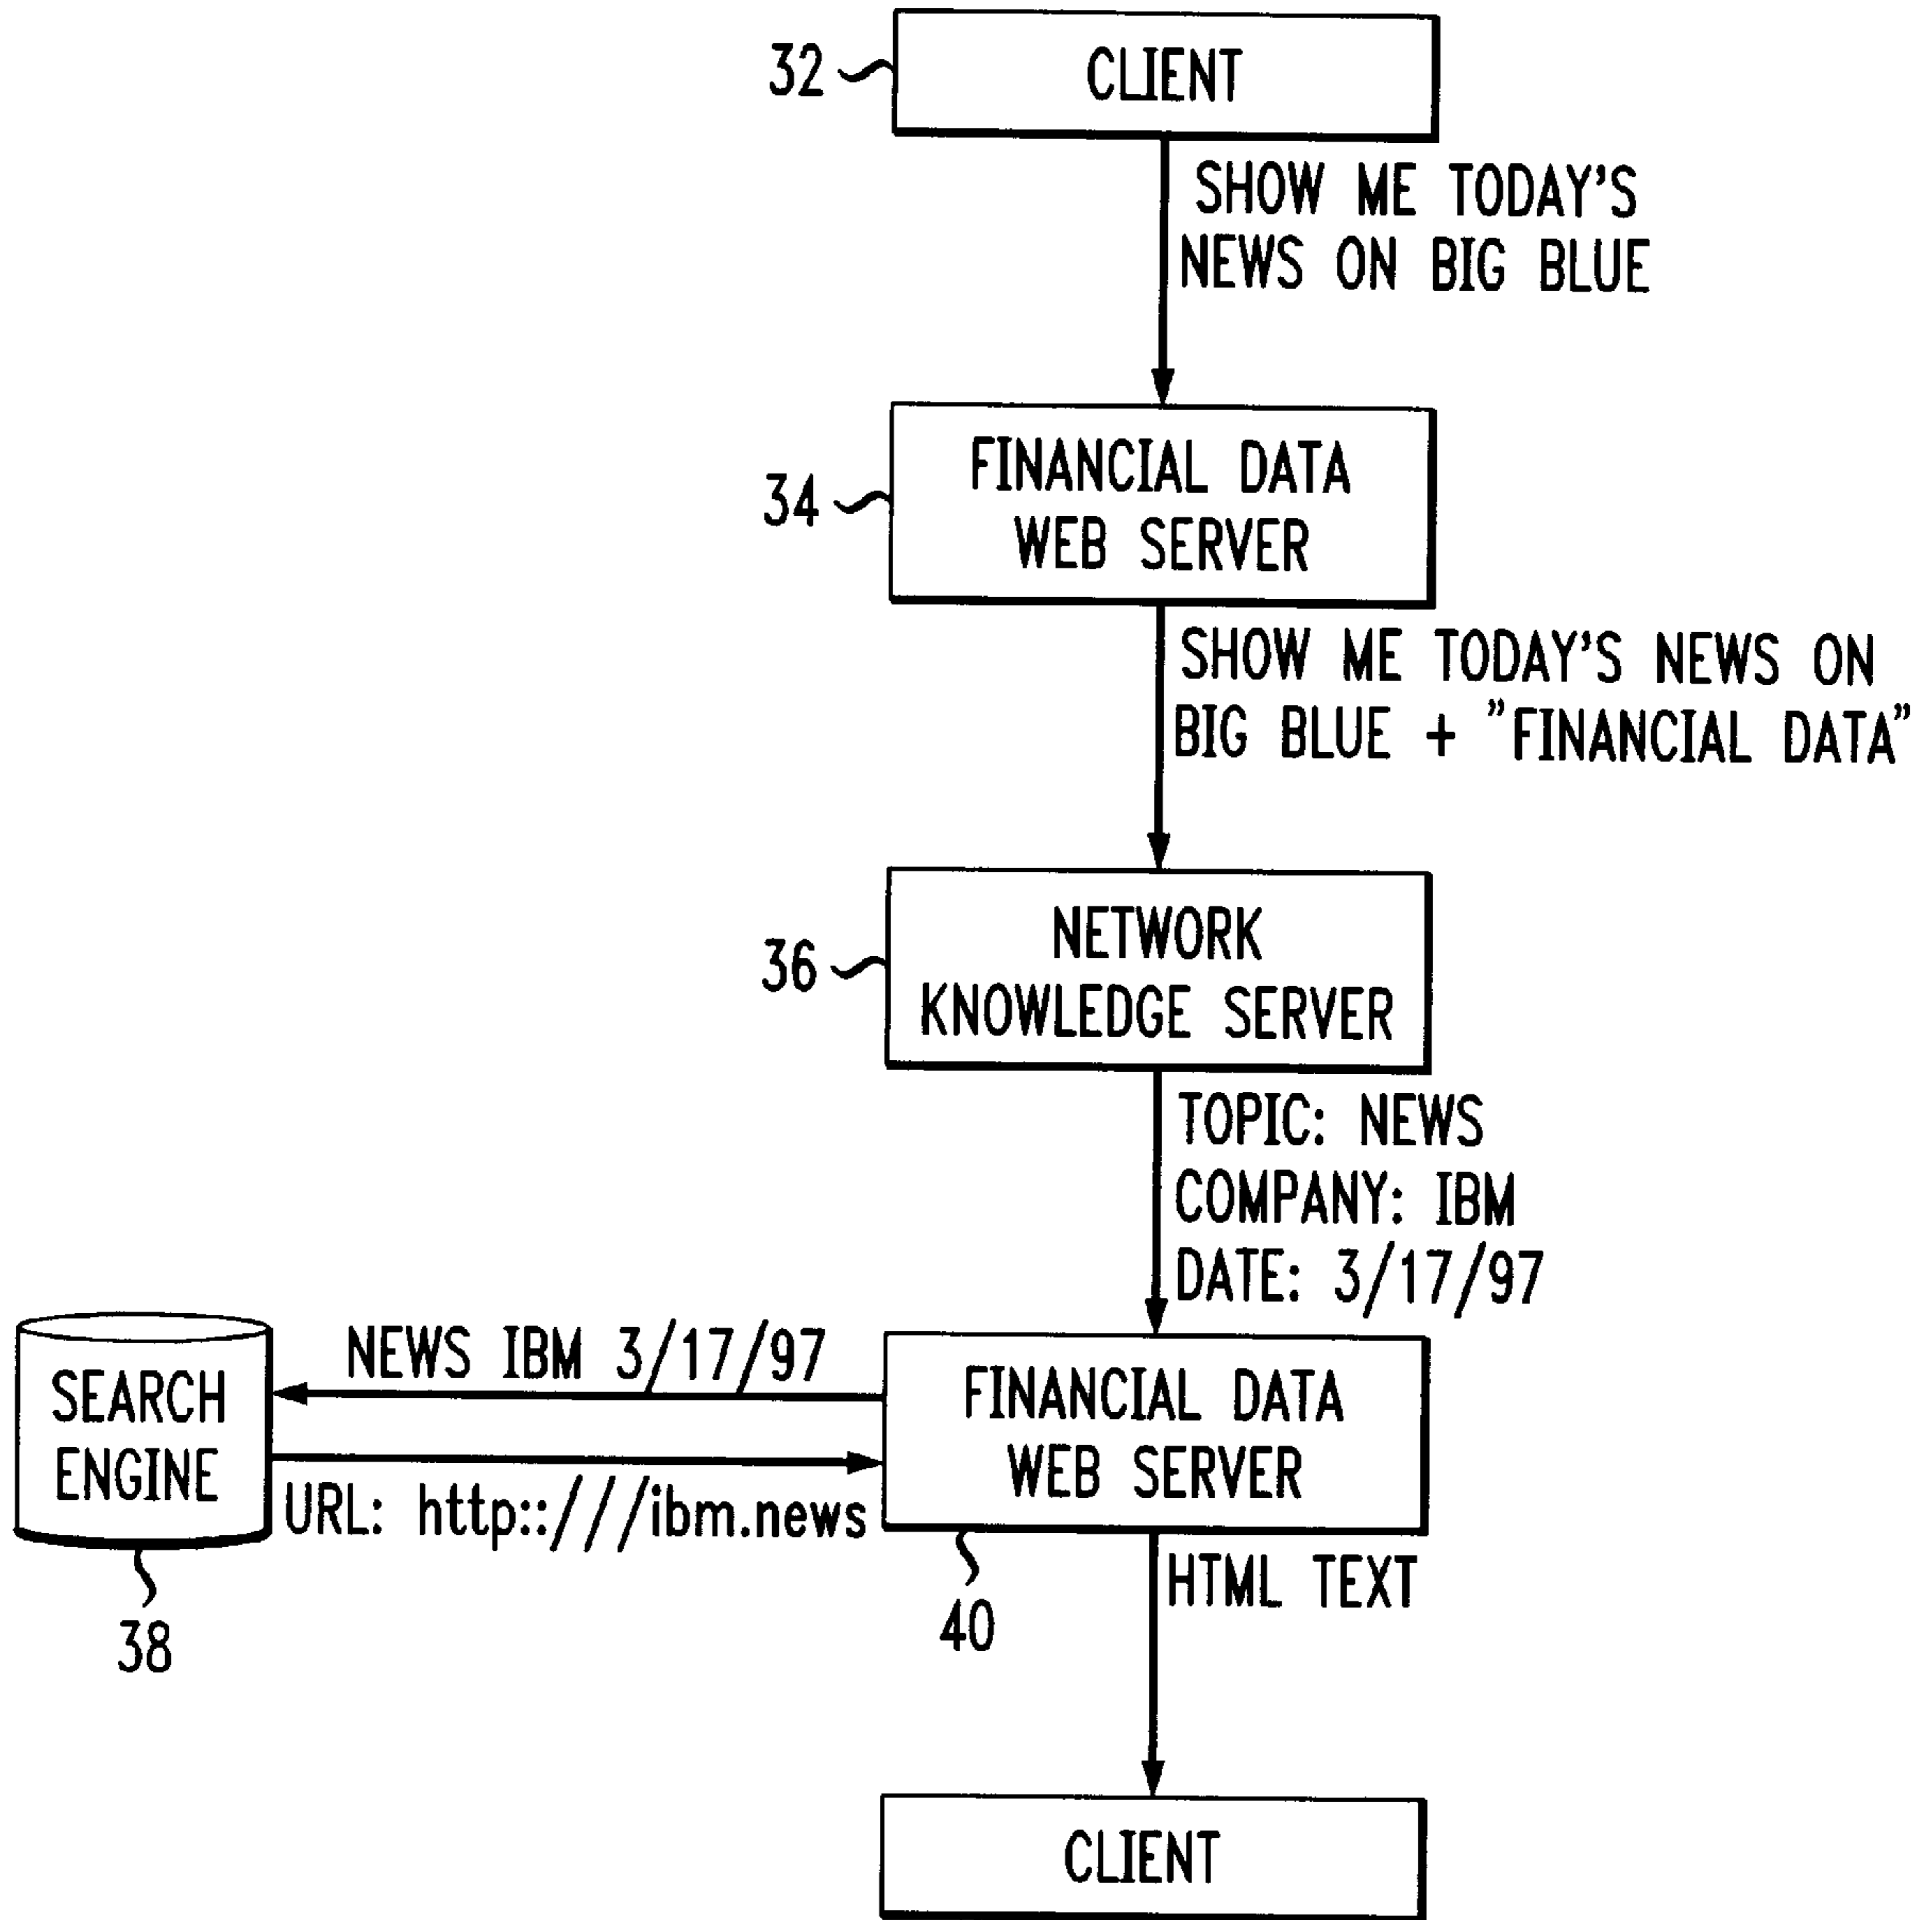 32
CLIENT
SHOW ME TODAY'S
NEWS ON BIG BLUE
34
FINANCIAL DATA
WEB SERVER
SHOW ME TODAY'S NEWS ON
BIG BLUE + "FINANCIAL DATA"
36
NETWORK
KNOWLEDGE SERVER
TOPIC: NEWS
COMPANY: IBM
DATE: 3/17/97
SEARCH
ENGINE
38
NEWS IBM 3/17/97
URL: http:://​/ibm.news
FINANCIAL DATA
WEB SERVER
40
HTML TEXT
CLIENT